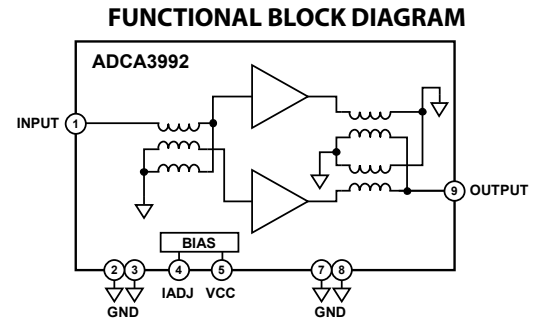 FUNCTIONAL BLOCK DIAGRAM
ADCA3992
INPUT 1
9 OUTPUT
BIAS
2 3 4 5 7 8
GND IADJ VCC GND